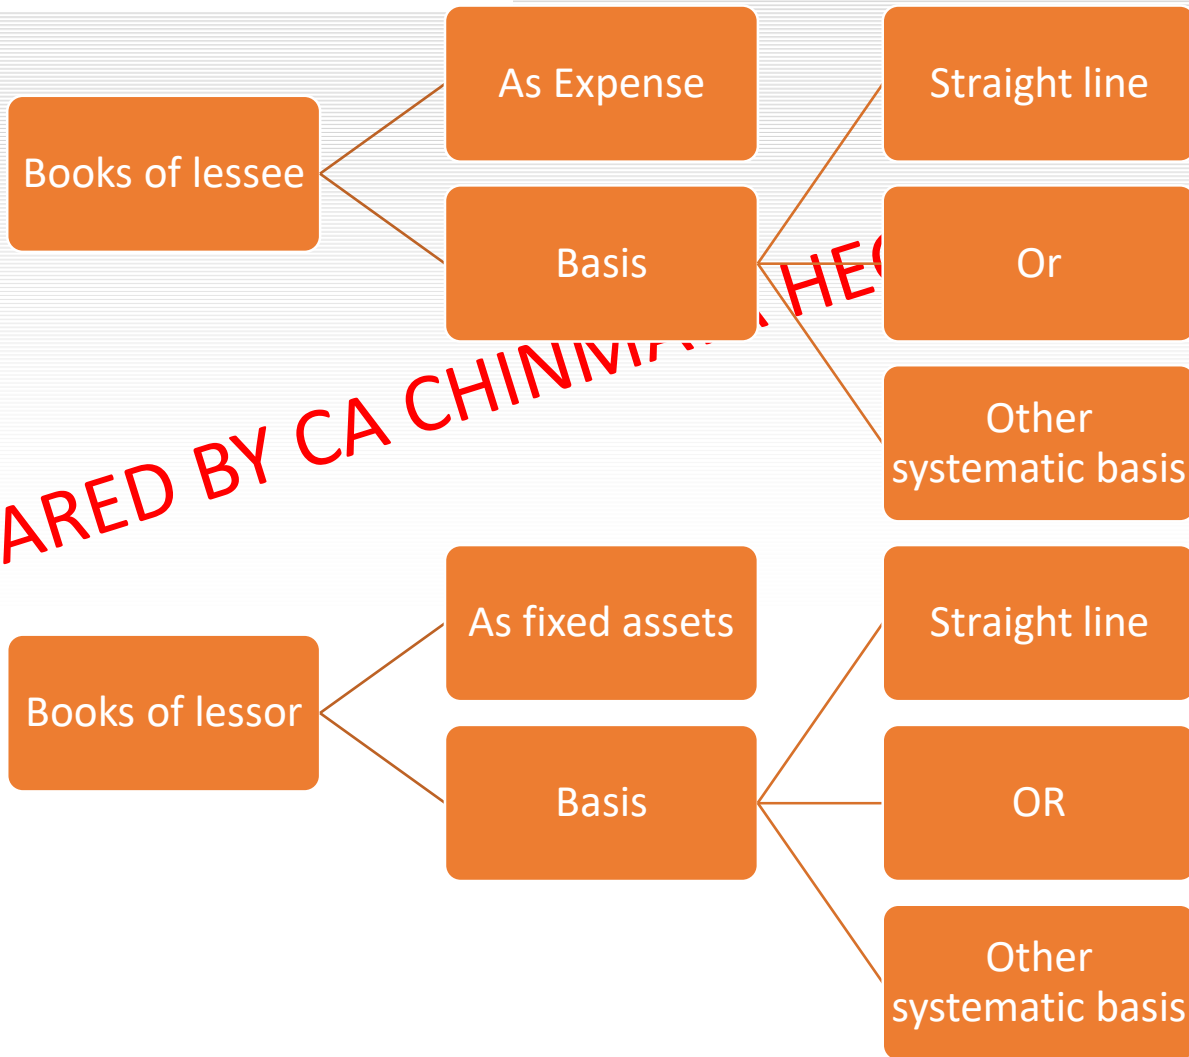 Books of lessee
As Expense
Basis
Straight line
Or
Other
systematic basis
ARED BY CA
Books of lessor
As fixed assets
Basis
Straight line
OR
Other
systematic basis